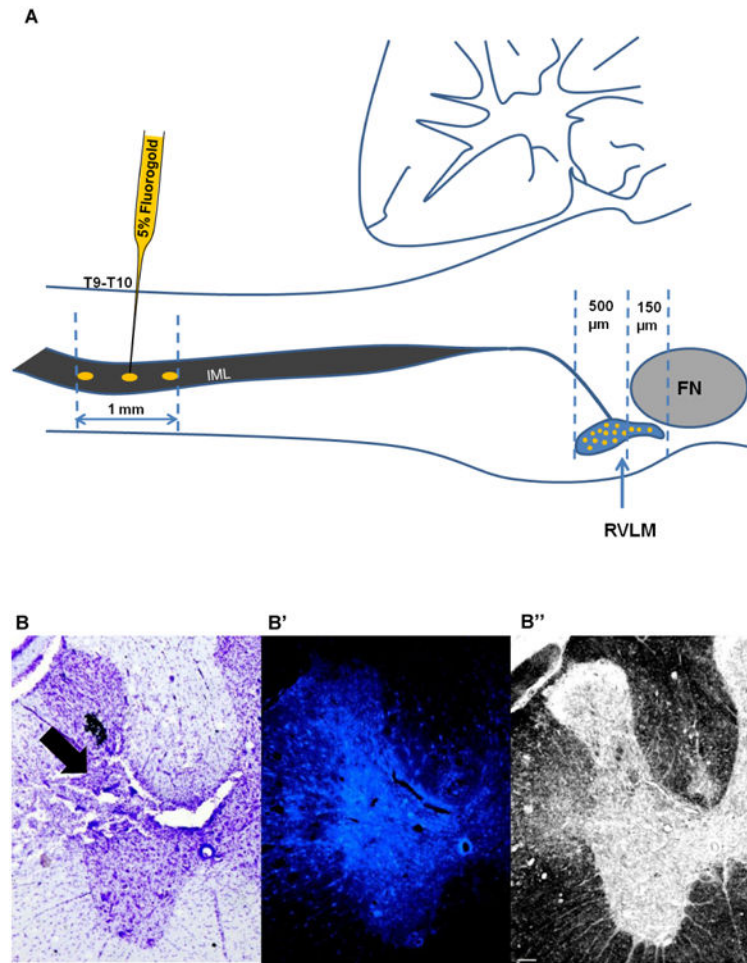 A
5% Fluorogold
T9-T10
500
µm
150
µm
IML
FN
1 mm
RVLM
B
B'
B''